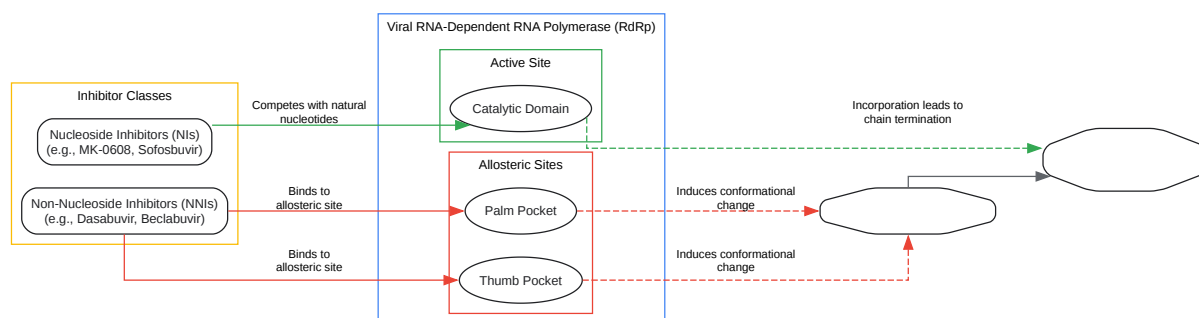 Viral RNA-Dependent RNA Polymerase (RdRp)
Active Site
Catalytic Domain
Inhibitor Classes
Nucleoside Inhibitors (NIs)
(e.g., MK-0608, Sofosbuvir)
Non-Nucleoside Inhibitors (NNIs)
(e.g., Dasabuvir, Beclabuvir)
Competes with natural
nucleotides
Binds to
allosteric site
Binds to
allosteric site
Allosteric Sites
Palm Pocket
Thumb Pocket
Incorporation leads to
chain termination
Induces conformational
change
Induces conformational
change